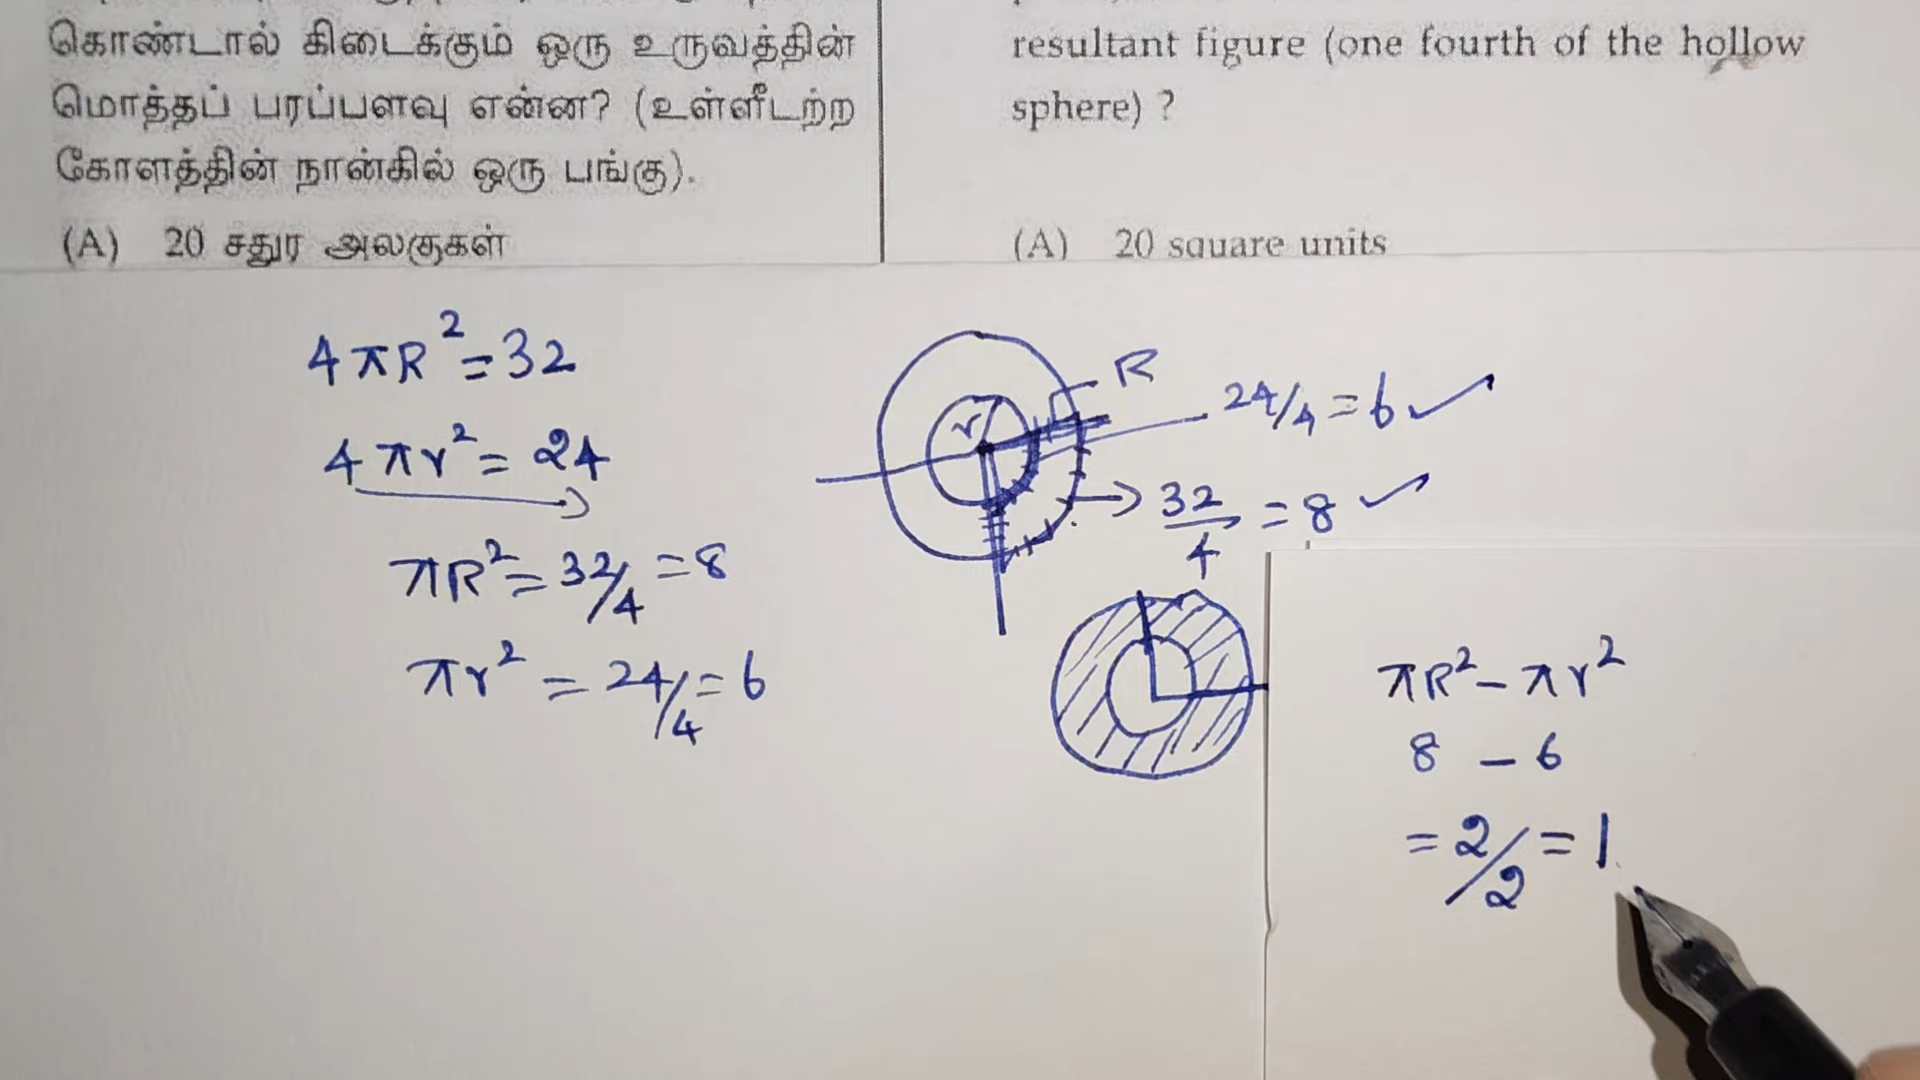 கொண்டால் கிடைக்கும் ஒரு உருவத்தின்
மொத்தப் பரப்பளவு என்ன? (உள்ளீடற்ற
கோளத்தின் நான்கில் ஒரு பங்கு).
(A) 20 சதுர அலகுகள்
resultant figure (one fourth of the hollow
sphere) ?
(A) 20 square units
4πR²=32
4πr²=24
πR²=32/4=8
πr²=24/4=6
r
R
24/4=6 ✓
→ 32/4 =8 ✓
πR²-πr²
8 - 6
=2/2=1